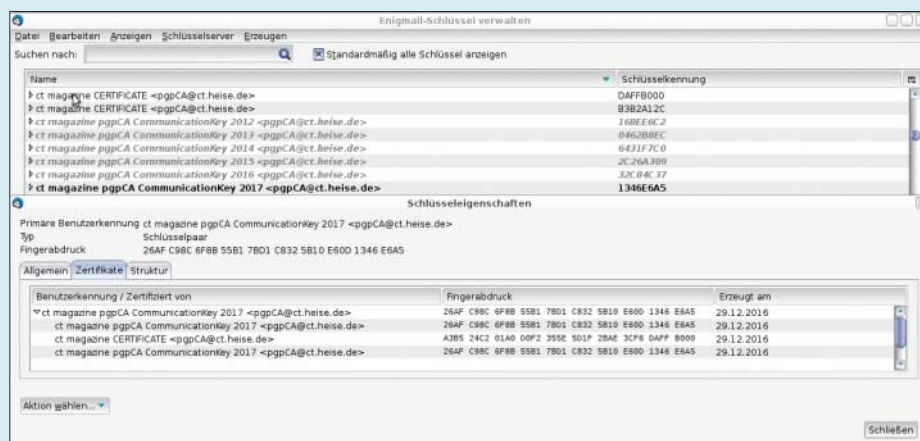 Enigmail-Schlüssel verwalten
Datei Bearbeiten Anzeigen Schlüsselserver Erzeugen
Suchen nach: Standardmäßig alle Schlüssel anzeigen
Name Schlüsselkennung
ct magazine CERTIFICATE <pgpCA@ct.heise.de> DAFFB000
ct magazine CERTIFICATE <pgpCA@ct.heise.de> B3B2A12C
ct magazine pgpCA CommunicationKey 2012 <pgpCA@ct.heise.de> 16BEE6C2
ct magazine pgpCA CommunicationKey 2013 <pgpCA@ct.heise.de> 0462B8EC
ct magazine pgpCA CommunicationKey 2014 <pgpCA@ct.heise.de> 6431F7C0
ct magazine pgpCA CommunicationKey 2015 <pgpCA@ct.heise.de> 2C26A309
ct magazine pgpCA CommunicationKey 2016 <pgpCA@ct.heise.de> 32C84C37
ct magazine pgpCA CommunicationKey 2017 <pgpCA@ct.heise.de> 1346E6A5
Schlüsseleigenschaften
Primäre Benutzerkennung ct magazine pgpCA CommunicationKey 2017 <pgpCA@ct.heise.de>
Typ Schlüsselpaar
Fingerabdruck 26AF C98C 6F8B 55B1 7BD1 C832 5B10 E60D 1346 E6A5
Allgemein Zertifikate Struktur
Benutzerkennung / Zertifiziert von Fingerabdruck Erzeugt am
ct magazine pgpCA CommunicationKey 2017 <pgpCA@ct.heise.de> 26AF C98C 6F8B 55B1 7BD1 C832 5B10 E60D 1346 E6A5 29.12.2016
ct magazine pgpCA CommunicationKey 2017 <pgpCA@ct.heise.de> 26AF C98C 6F8B 55B1 7BD1 C832 5B10 E60D 1346 E6A5 29.12.2016
ct magazine CERTIFICATE <pgpCA@ct.heise.de> A3B5 24C2 01A0 D0F2 355E 5D1F 2BAE 3CF6 DAFF B000 29.12.2016
ct magazine pgpCA CommunicationKey 2017 <pgpCA@ct.heise.de> 26AF C98C 6F8B 55B1 7BD1 C832 5B10 E60D 1346 E6A5 29.12.2016
Aktion wählen...
Schließen